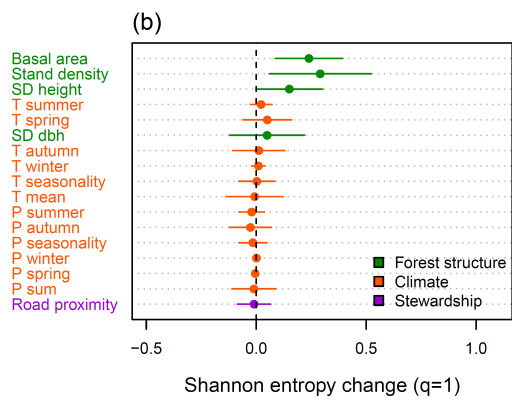 (b)
Basal area
Stand density
SD height
T summer
T spring
SD dbh
T autumn
T winter
T seasonality
T mean
P summer
P autumn
P seasonality
P winter
P spring
P sum
Road proximity
Forest structure
Climate
Stewardship
−0.5 0.0 0.5 1.0
Shannon entropy change (q=1)